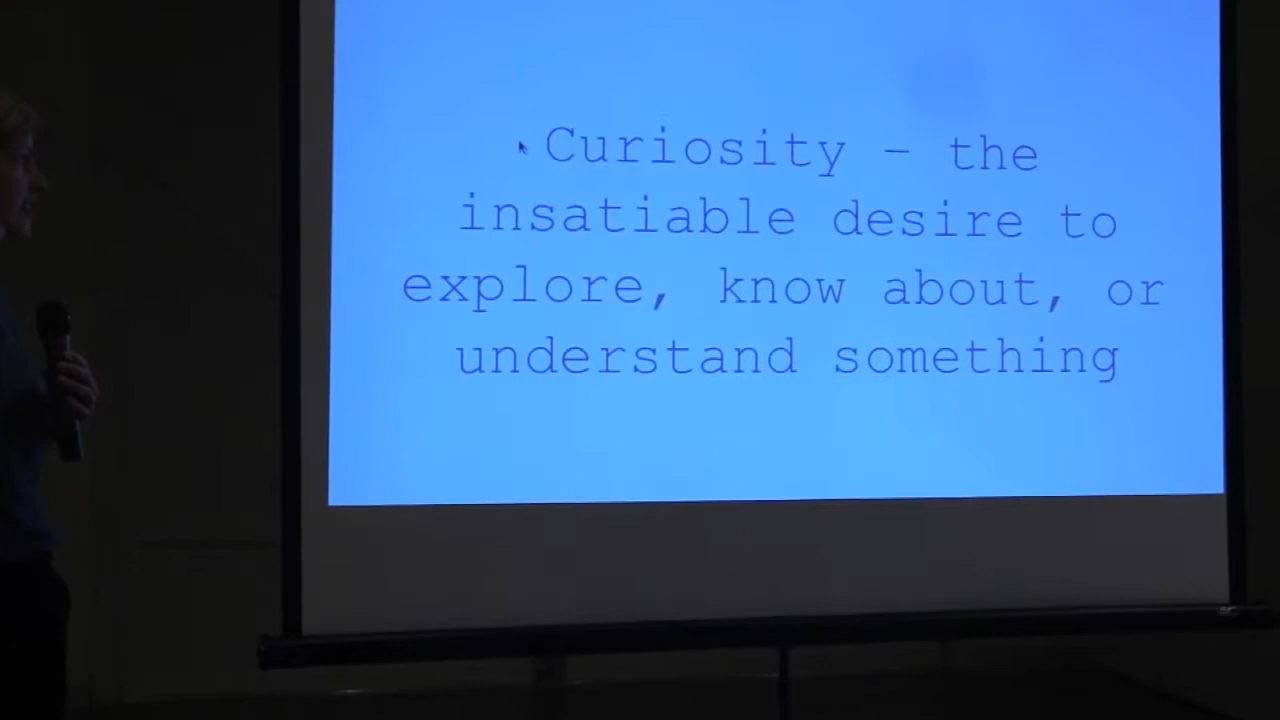 Curiosity – the
insatiable desire to
explore, know about, or
understand something